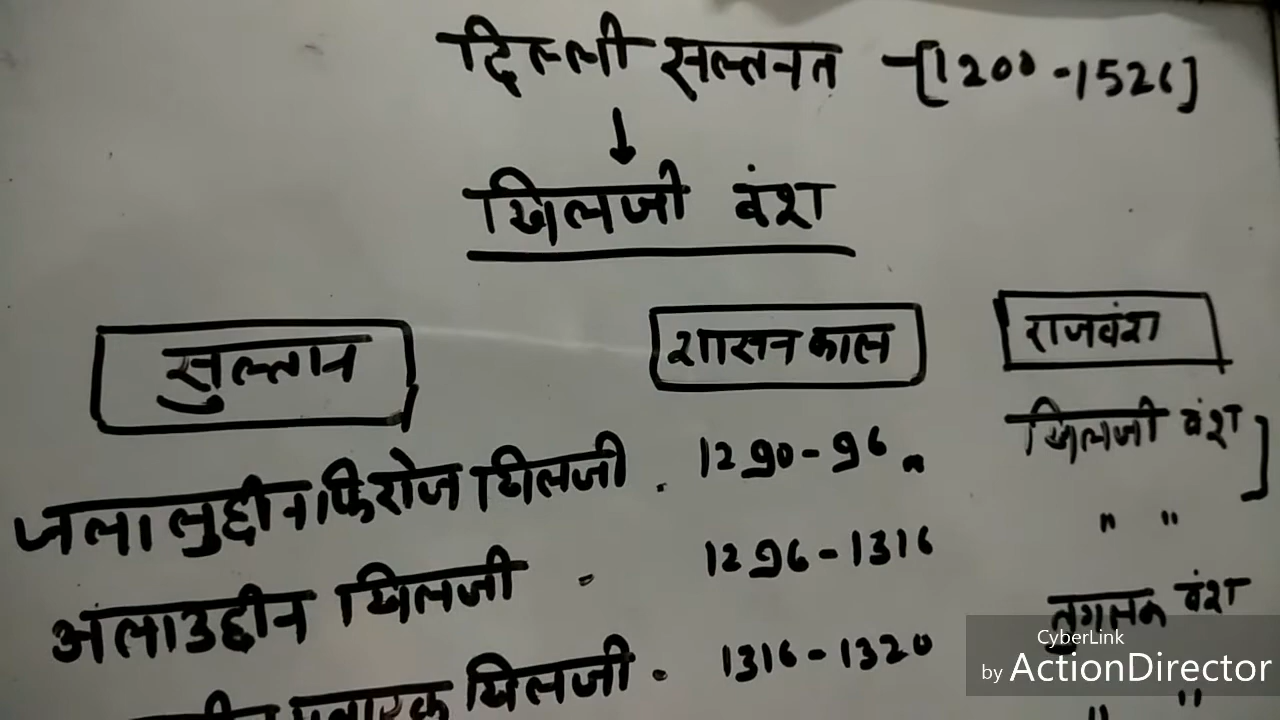 दिल्ली सल्तनत -[1200-1526]
↓
खिलजी वंश
सुल्तान शासन काल राजवंश
जलालुद्दीन फिरोज खिलजी . 1290-96 खिलजी वंश ]
अलाउद्दीन खिलजी - 1296-1316 " "
खिलजी . 1316-1320 तुगलक वंश
" "
CyberLink
by ActionDirector